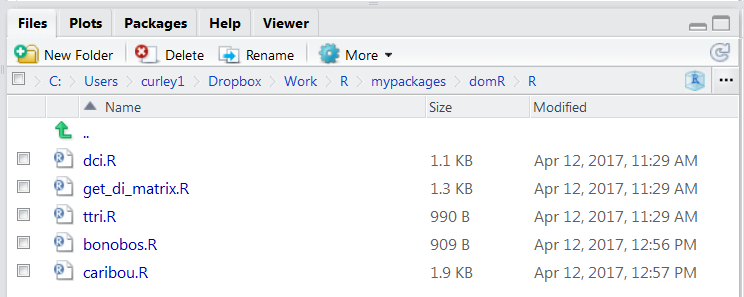 Files Plots Packages Help Viewer
New Folder Delete Rename More
C: Users curley1 Dropbox Work R mypackages domR R R ...
Name Size Modified
..
R dci.R 1.1 KB Apr 12, 2017, 11:29 AM
R get_di_matrix.R 1.3 KB Apr 12, 2017, 11:29 AM
R ttri.R 990 B Apr 12, 2017, 11:29 AM
R bonobos.R 909 B Apr 12, 2017, 12:56 PM
R caribou.R 1.9 KB Apr 12, 2017, 12:57 PM